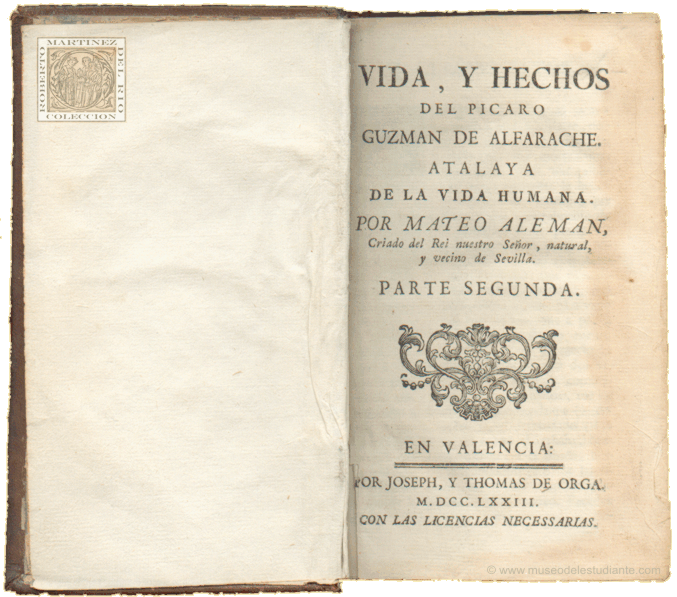 ROBERTO MARTINEZ DEL RIO
COLECCION
VIDA, Y HECHOS
DEL PICARO
GUZMAN DE ALFARACHE.
ATALAYA
DE LA VIDA HUMANA.
POR MATEO ALEMAN,
Criado del Rei nuestro Señor, natural,
y vecino de Sevilla.
PARTE SEGUNDA.
EN VALENCIA:
POR JOSEPH, Y THOMAS DE ORGA.
M.DCC.LXXIII.
CON LAS LICENCIAS NECESSARIAS.
© www.museodelestudiante.com